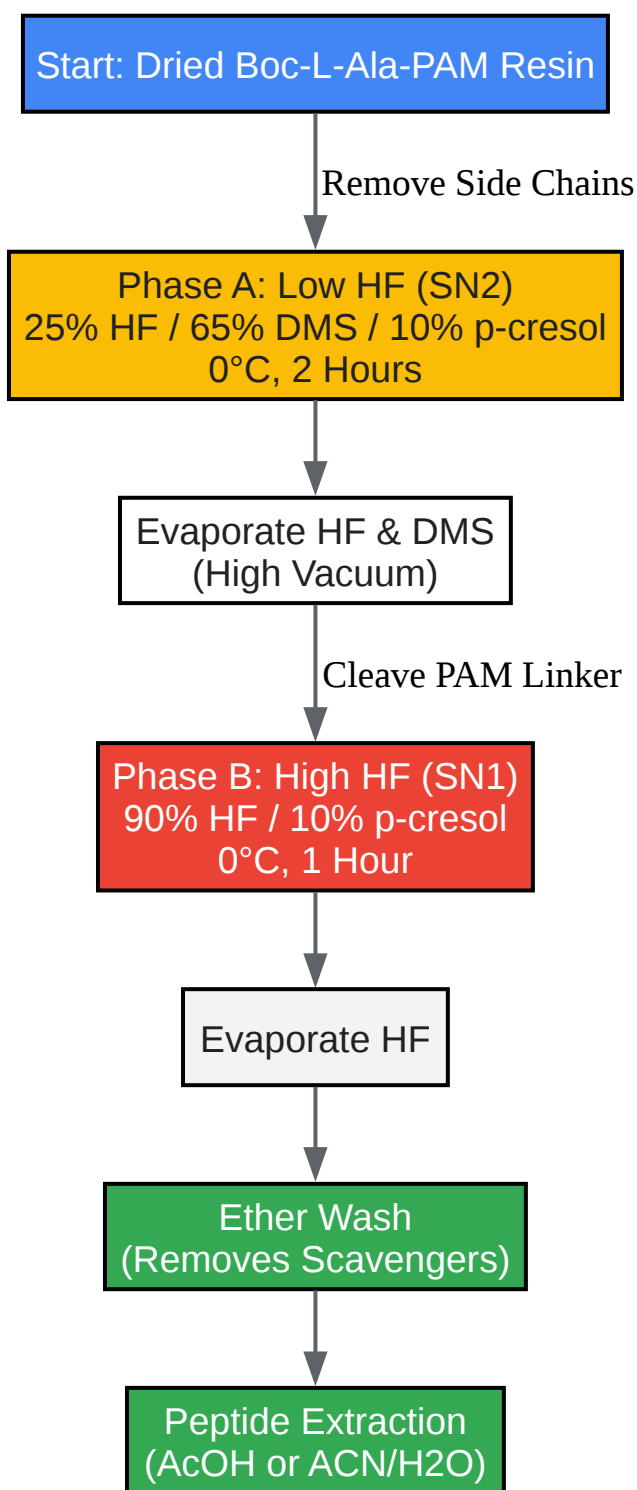 Start: Dried Boc-L-Ala-PAM Resin
Remove Side Chains
Phase A: Low HF (SN2)
25% HF / 65% DMS / 10% p-cresol
0°C, 2 Hours
Evaporate HF & DMS
(High Vacuum)
Cleave PAM Linker
Phase B: High HF (SN1)
90% HF / 10% p-cresol
0°C, 1 Hour
Evaporate HF
Ether Wash
(Removes Scavengers)
Peptide Extraction
(AcOH or ACN/H2O)